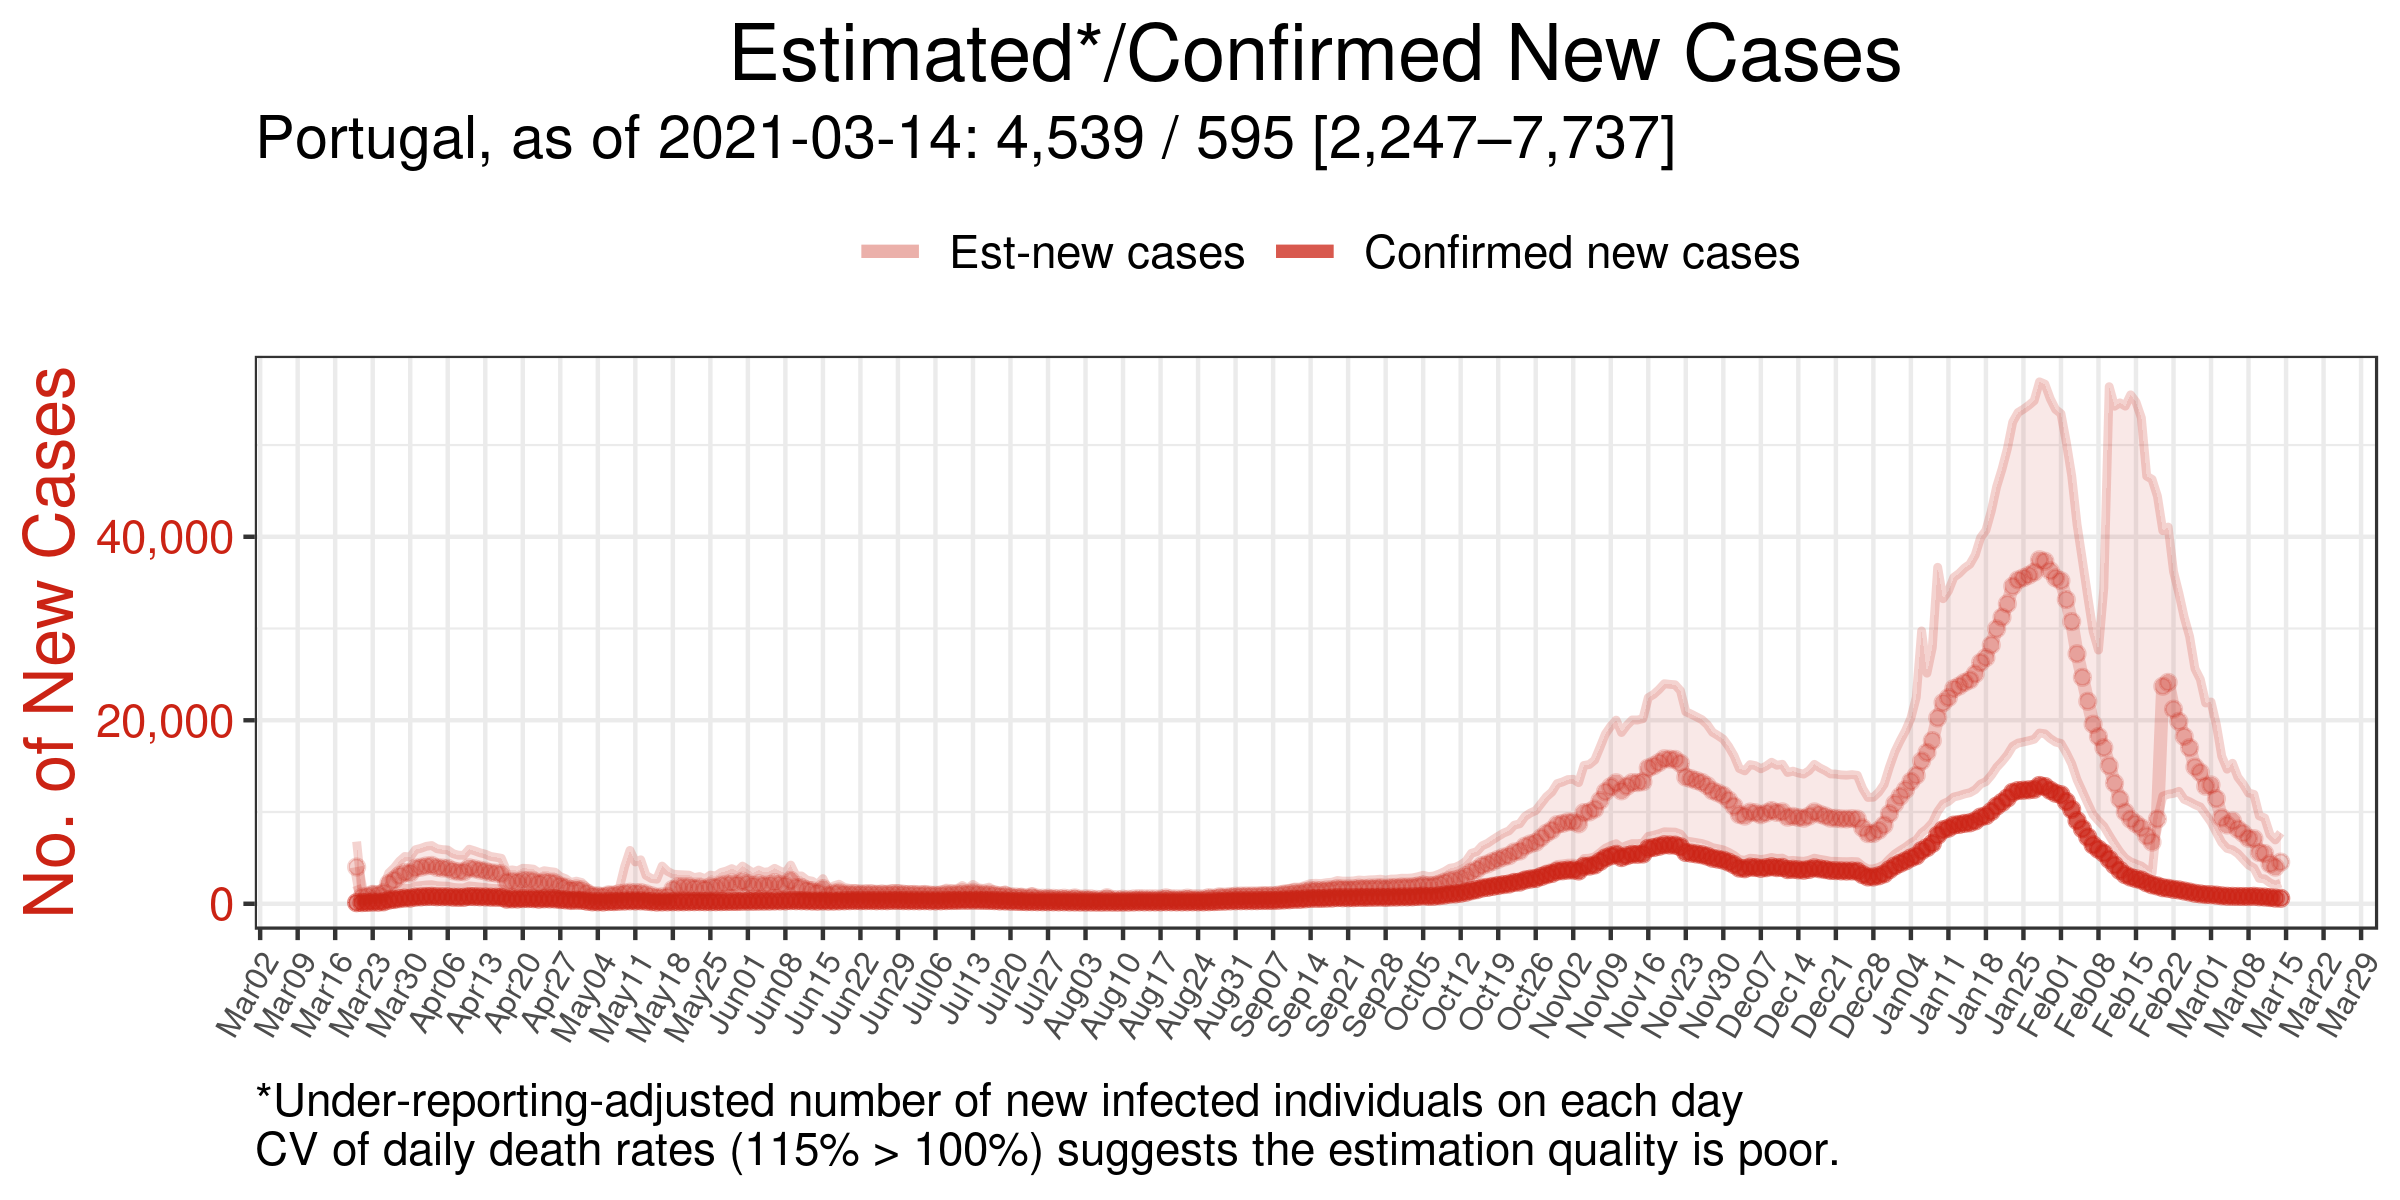 Estimated*/Confirmed New Cases
Portugal, as of 2021-03-14: 4,539 / 595 [2,247–7,737]
Est-new cases Confirmed new cases
No. of New Cases
40,000
20,000
0
Mar02 Mar09 Mar16 Mar23 Mar30 Apr06 Apr13 Apr20 Apr27 May04 May11 May18 May25 Jun01 Jun08 Jun15 Jun22 Jun29 Jul06 Jul13 Jul20 Jul27 Aug03 Aug10 Aug17 Aug24 Aug31 Sep07 Sep14 Sep21 Sep28 Oct05 Oct12 Oct19 Oct26 Nov02 Nov09 Nov16 Nov23 Nov30 Dec07 Dec14 Dec21 Dec28 Jan04 Jan11 Jan18 Jan25 Feb01 Feb08 Feb15 Feb22 Mar01 Mar08 Mar15 Mar22 Mar29
*Under-reporting-adjusted number of new infected individuals on each day
CV of daily death rates (115% > 100%) suggests the estimation quality is poor.